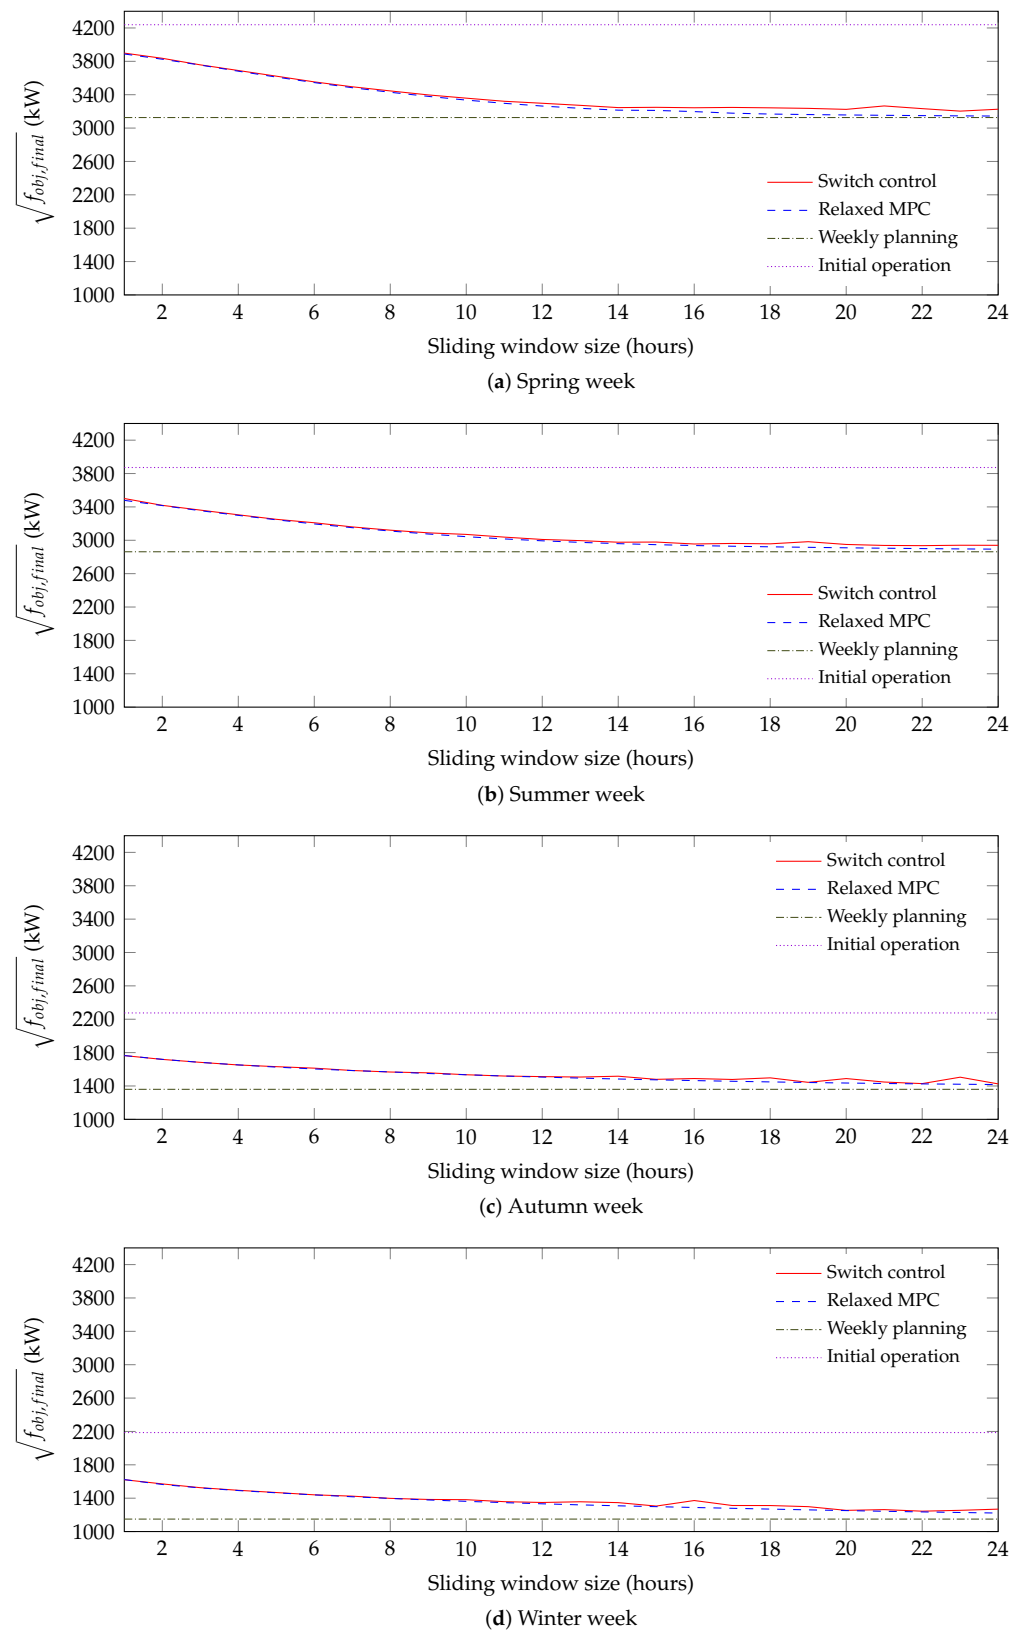 4200
3800
3400
3000
2600
2200
1800
1400
1000
√f_obj,final (kW)
Switch control
Relaxed MPC
Weekly planning
Initial operation
2 4 6 8 10 12 14 16 18 20 22 24
Sliding window size (hours)
(a) Spring week
4200
3800
3400
3000
2600
2200
1800
1400
1000
√f_obj,final (kW)
Switch control
Relaxed MPC
Weekly planning
Initial operation
2 4 6 8 10 12 14 16 18 20 22 24
Sliding window size (hours)
(b) Summer week
4200
3800
3400
3000
2600
2200
1800
1400
1000
√f_obj,final (kW)
Switch control
Relaxed MPC
Weekly planning
Initial operation
2 4 6 8 10 12 14 16 18 20 22 24
Sliding window size (hours)
(c) Autumn week
4200
3800
3400
3000
2600
2200
1800
1400
1000
√f_obj,final (kW)
Switch control
Relaxed MPC
Weekly planning
Initial operation
2 4 6 8 10 12 14 16 18 20 22 24
Sliding window size (hours)
(d) Winter week